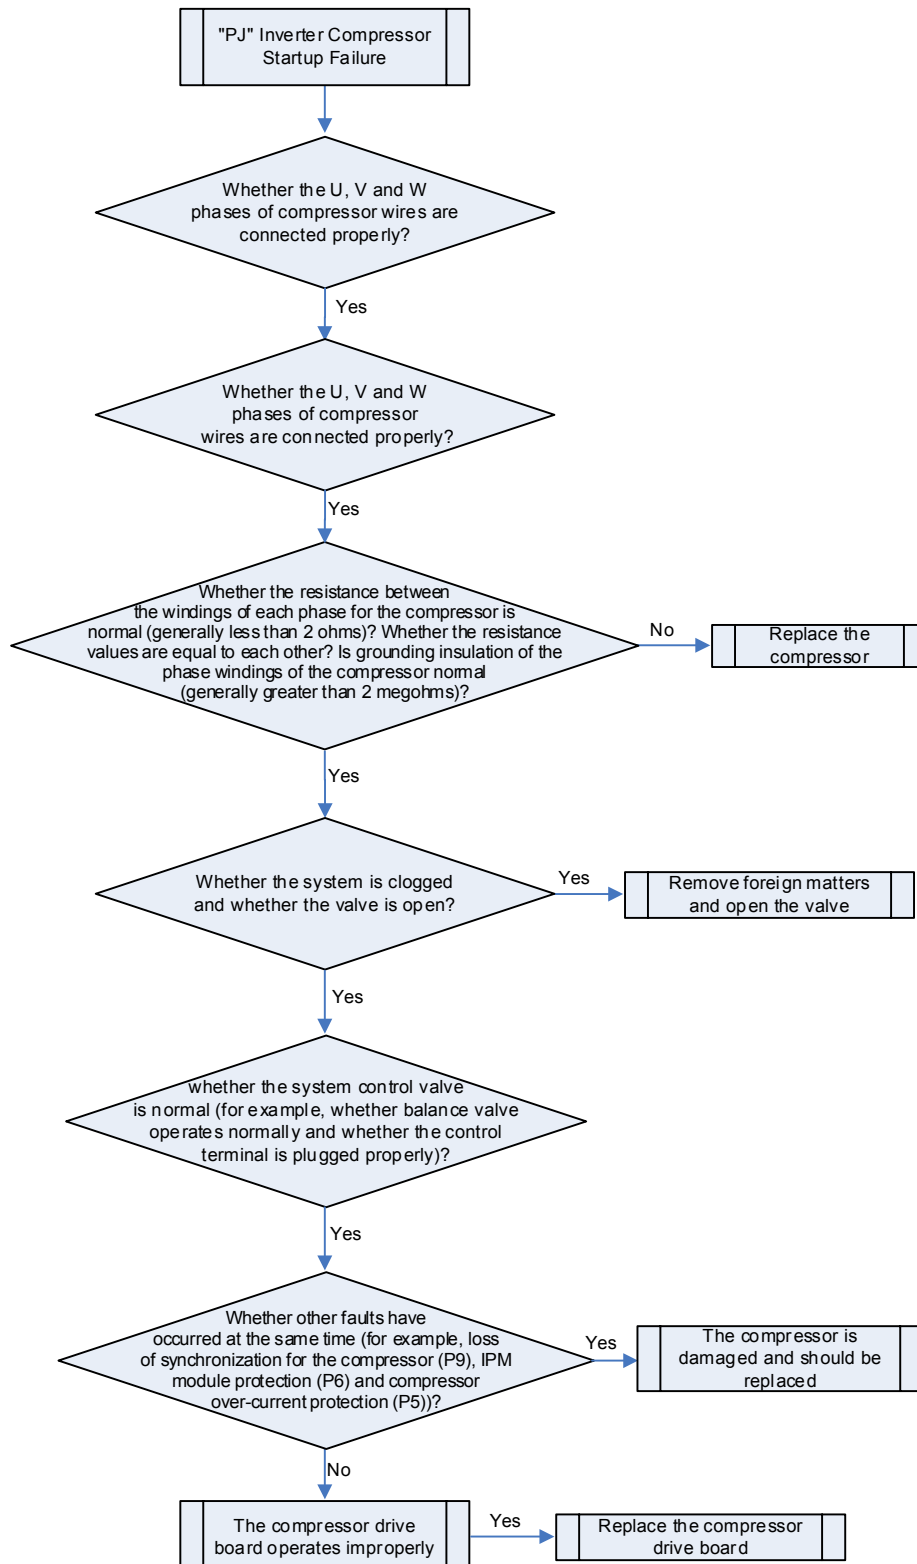 "PJ" Inverter Compressor
Startup Failure
Whether the U, V and W
phases of compressor wires are
connected properly?
Yes
Whether the U, V and W
phases of compressor
wires are connected properly?
Yes
Whether the resistance between
the windings of each phase for the compressor is
normal (generally less than 2 ohms)? Whether the resistance
values are equal to each other? Is grounding insulation of the
phase windings of the compressor normal
(generally greater than 2 megohms)?
No
Replace the
compressor
Yes
Whether the system is clogged
and whether the valve is open?
Yes
Remove foreign matters
and open the valve
Yes
whether the system control valve
is normal (for example, whether balance valve
operates normally and whether the control
terminal is plugged properly)?
Yes
Whether other faults have
occurred at the same time (for example, loss
of synchronization for the compressor (P9), IPM
module protection (P6) and compressor
over-current protection (P5))?
Yes
The compressor is
damaged and should be
replaced
No
The compressor drive
board operates improperly
Yes
Replace the compressor
drive board